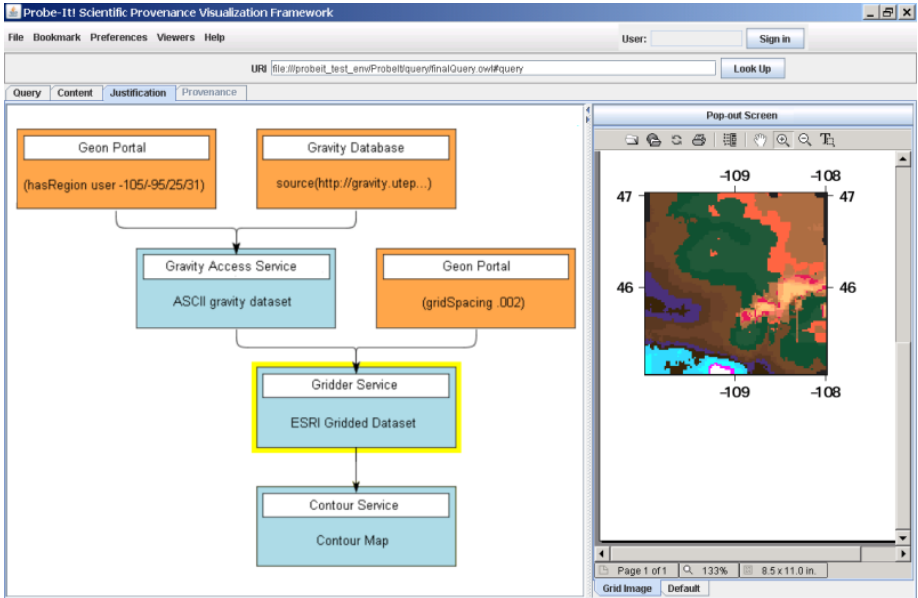 Probe-It! Scientific Provenance Visualization Framework
File Bookmark Preferences Viewers Help
User:
Sign in
URI file:///probeit_test_env/ProbeIt/query/finalQuery.owl#query
Look Up
Query Content Justification Provenance
Geon Portal
(hasRegion user -105/-95/25/31)
Gravity Database
source(http://gravity.utep...)
Gravity Access Service
ASCII gravity dataset
Geon Portal
(gridSpacing .002)
Gridder Service
ESRI Gridded Dataset
Contour Service
Contour Map
Pop-out Screen
-109 -108
47 47
46 46
-109 -108
Page 1 of 1 133% 8.5 x 11.0 in.
Grid Image Default